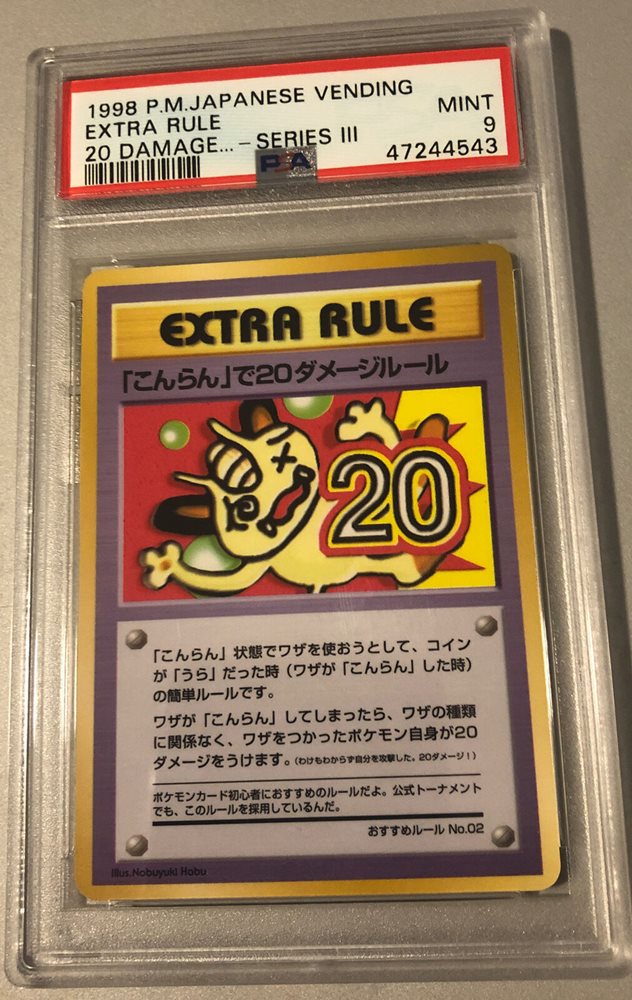 1998 P.M.JAPANESE VENDING
MINT
EXTRA RULE
9
20 DAMAGE... - SERIES III
47244543
PSA
EXTRA RULE
「こんらん」で20ダメージルール
20
「こんらん」状態でワザを使おうとして、コイン
が「うら」だった時(ワザが「こんらん」した時)
の簡単ルールです。
ワザが「こんらん」してしまったら、ワザの種類
に関係なく、ワザをつかったポケモン自身が20
ダメージをうけます。(わけもわからず自分を攻撃した。20ダメージ!)
ポケモンカード初心者におすすめのルールだよ。公式トーナメント
でも、このルールを採用しているんだ。
おすすめルール No.02
Illus.Nobuyuki Habu